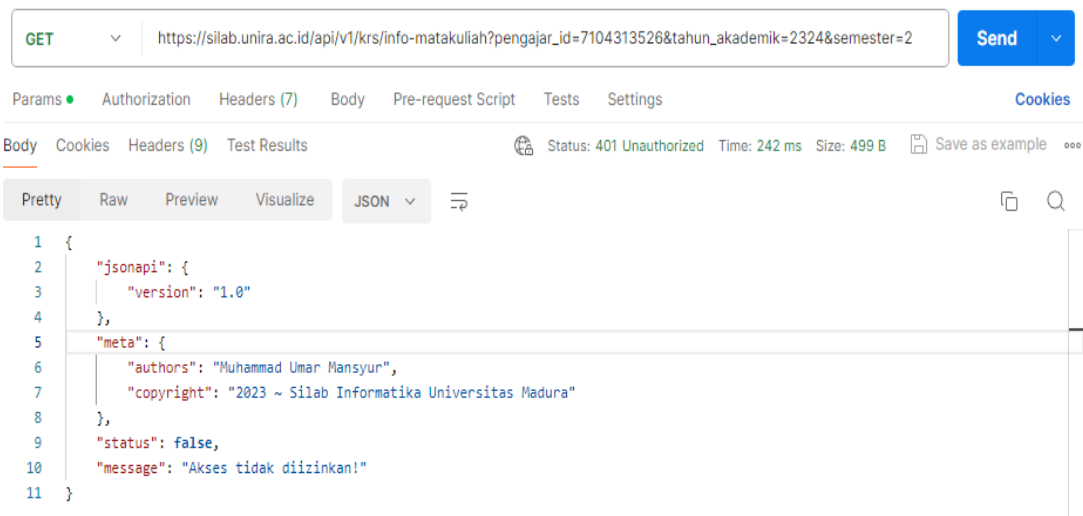 GET https://silab.unira.ac.id/api/v1/krs/info-matakuliah?pengajar_id=7104313526&tahun_akademik=2324&semester=2 Send
Params Authorization Headers (7) Body Pre-request Script Tests Settings Cookies
Body Cookies Headers (9) Test Results Status: 401 Unauthorized Time: 242 ms Size: 499 B Save as example
Pretty Raw Preview Visualize JSON
1 {
2 "jsonapi": {
3 "version": "1.0"
4 },
5 "meta": {
6 "authors": "Muhammad Umar Mansyur",
7 "copyright": "2023 ~ Silab Informatika Universitas Madura"
8 },
9 "status": false,
10 "message": "Akses tidak diizinkan!"
11 }